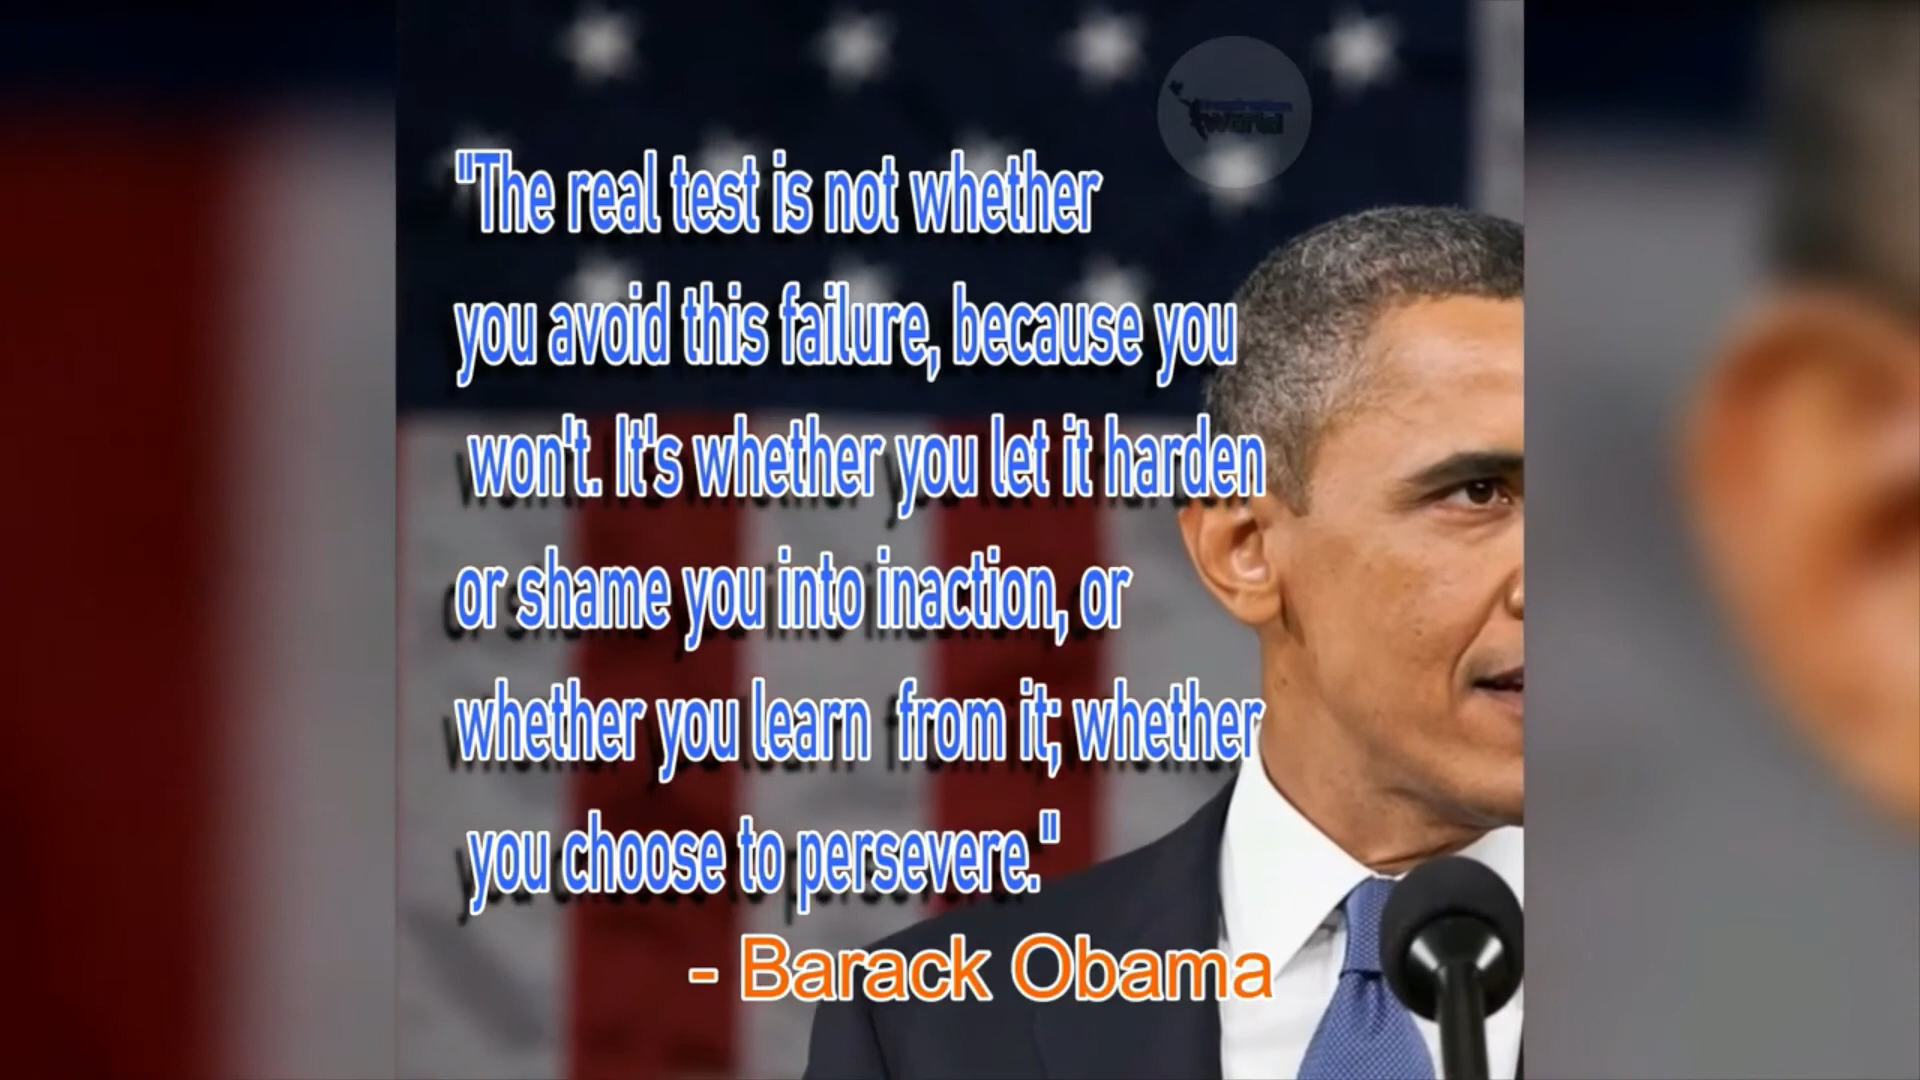 "The real test is not whether
you avoid this failure, because you
won't. It's whether you let it harden
or shame you into inaction, or
whether you learn from it; whether
you choose to persevere."
- Barack Obama